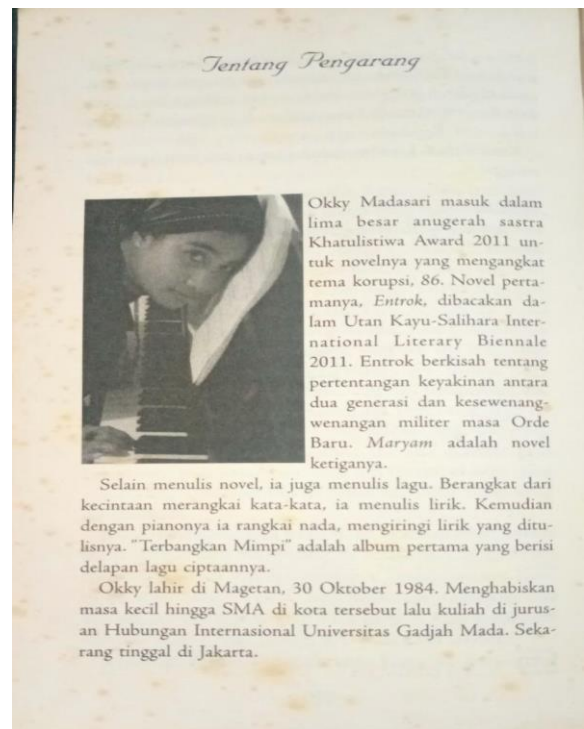 Tentang Pengarang
Okky Madasari masuk dalam
lima besar anugerah sastra
Khatulistiwa Award 2011 un-
tuk novelnya yang mengangkat
tema korupsi, 86. Novel perta-
manya, Entrok, dibacakan da-
lam Utan Kayu-Salihara Inter-
national Literary Biennale
2011. Entrok berkisah tentang
pertentangan keyakinan antara
dua generasi dan kesewenang-
wenangan militer masa Orde
Baru. Maryam adalah novel
ketiganya.
Selain menulis novel, ia juga menulis lagu. Berangkat dari
kecintaan merangkai kata-kata, ia menulis lirik. Kemudian
dengan pianonya ia rangkai nada, mengiringi lirik yang ditu-
lisnya. "Terbangkan Mimpi" adalah album pertama yang berisi
delapan lagu ciptaannya.
Okky lahir di Magetan, 30 Oktober 1984. Menghabiskan
masa kecil hingga SMA di kota tersebut lalu kuliah di jurus-
an Hubungan Internasional Universitas Gadjah Mada. Seka-
rang tinggal di Jakarta.